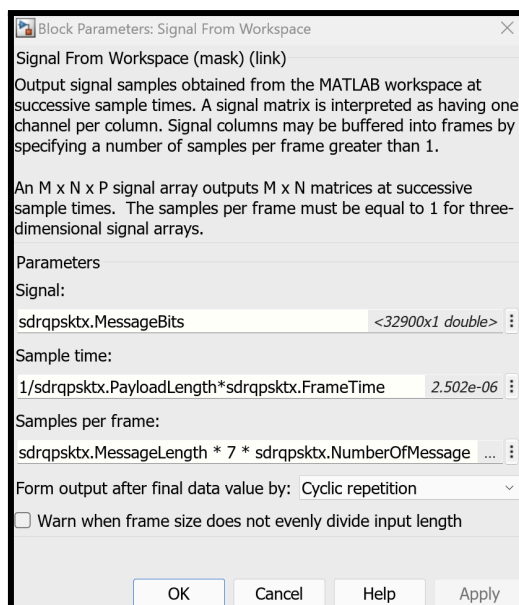 Block Parameters: Signal From Workspace
Signal From Workspace (mask) (link)
Output signal samples obtained from the MATLAB workspace at
successive sample times. A signal matrix is interpreted as having one
channel per column. Signal columns may be buffered into frames by
specifying a number of samples per frame greater than 1.
An M x N x P signal array outputs M x N matrices at successive
sample times. The samples per frame must be equal to 1 for three-
dimensional signal arrays.
Parameters
Signal:
sdrqpsktx.MessageBits <32900x1 double>
Sample time:
1/sdrqpsktx.PayloadLength*sdrqpsktx.FrameTime 2.502e-06
Samples per frame:
sdrqpsktx.MessageLength * 7 * sdrqpsktx.NumberOfMessage ...
Form output after final data value by: Cyclic repetition
Warn when frame size does not evenly divide input length
OK Cancel Help Apply